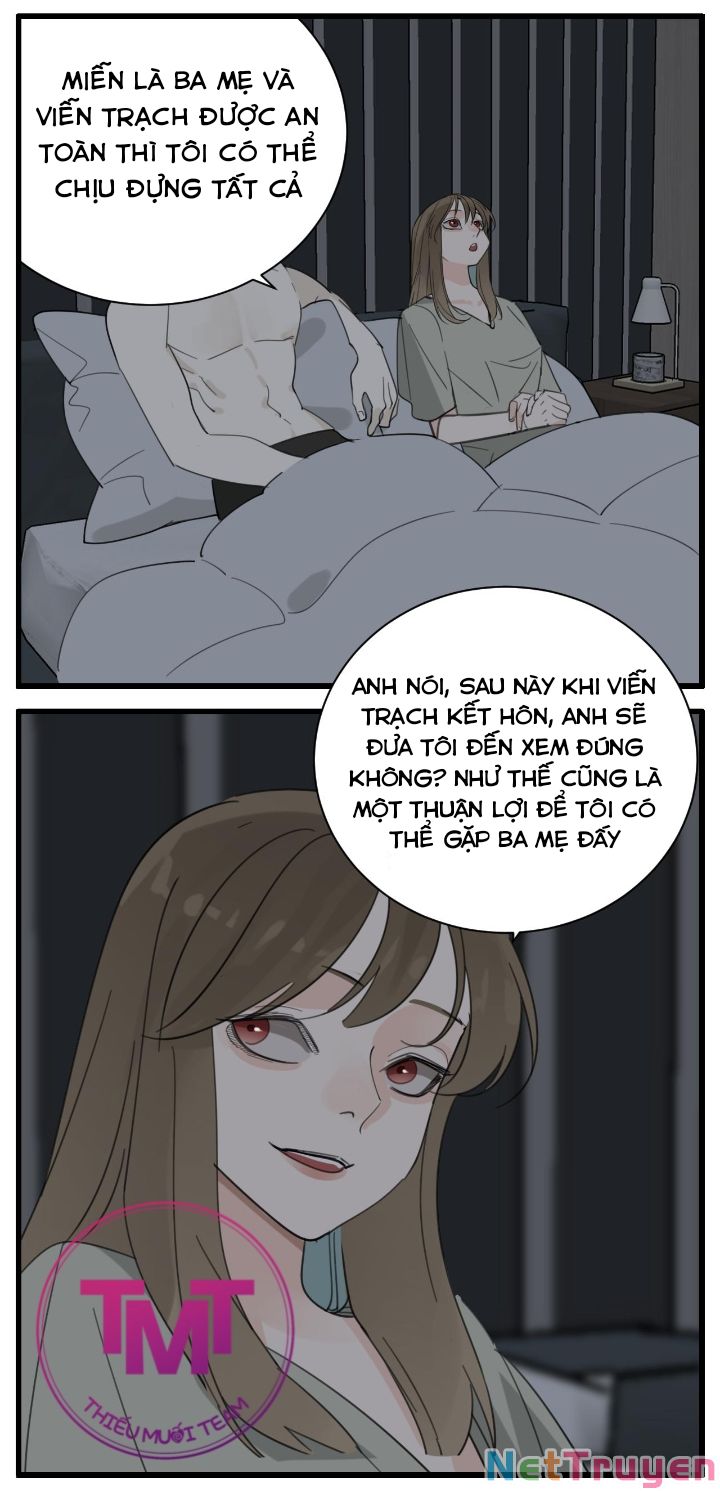 MIỄN LÀ BA MẸ VÀ
VIỄN TRẠCH ĐƯỢC AN
TOÀN THÌ TÔI CÓ THỂ
CHỊU ĐỰNG TẤT CẢ
ANH NÓI, SAU NÀY KHI VIỄN
TRẠCH KẾT HÔN, ANH SẼ
ĐƯA TÔI ĐẾN XEM ĐÚNG
KHÔNG? NHƯ THẾ CŨNG LÀ
MỘT THUẬN LỢI ĐỂ TÔI CÓ
THỂ GẶP BA MẸ ĐẤY
TMT
THIẾU MUỐI TEAM
NetTruyen